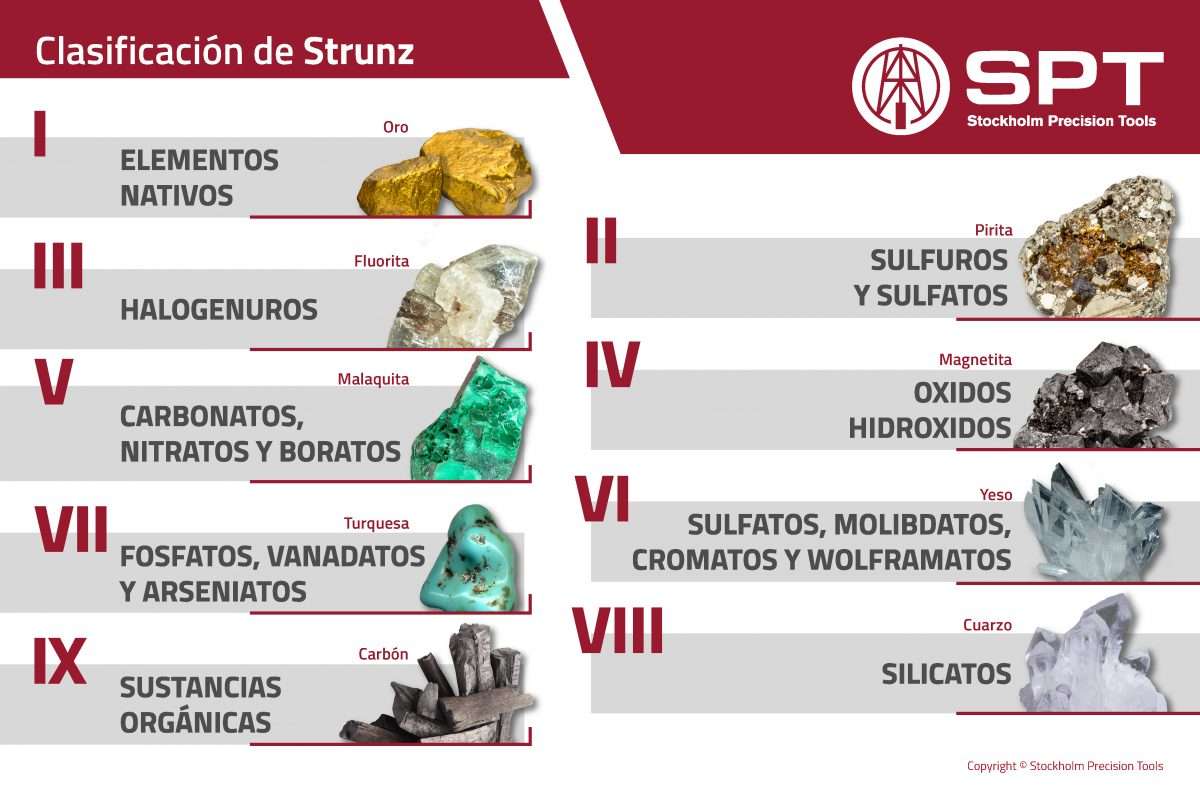 Clasificación de Strunz
SPT
Stockholm Precision Tools
I
Oro
ELEMENTOS
NATIVOS
II
Pirita
SULFUROS
Y SULFATOS
III
Fluorita
HALOGENUROS
IV
Magnetita
OXIDOS
HIDROXIDOS
V
Malaquita
CARBONATOS,
NITRATOS Y BORATOS
VI
Yeso
SULFATOS, MOLIBDATOS,
CROMATOS Y WOLFRAMATOS
VII
Turquesa
FOSFATOS, VANADATOS
Y ARSENIATOS
VIII
Cuarzo
SILICATOS
IX
Carbón
SUSTANCIAS
ORGÁNICAS
Copyright © Stockholm Precision Tools